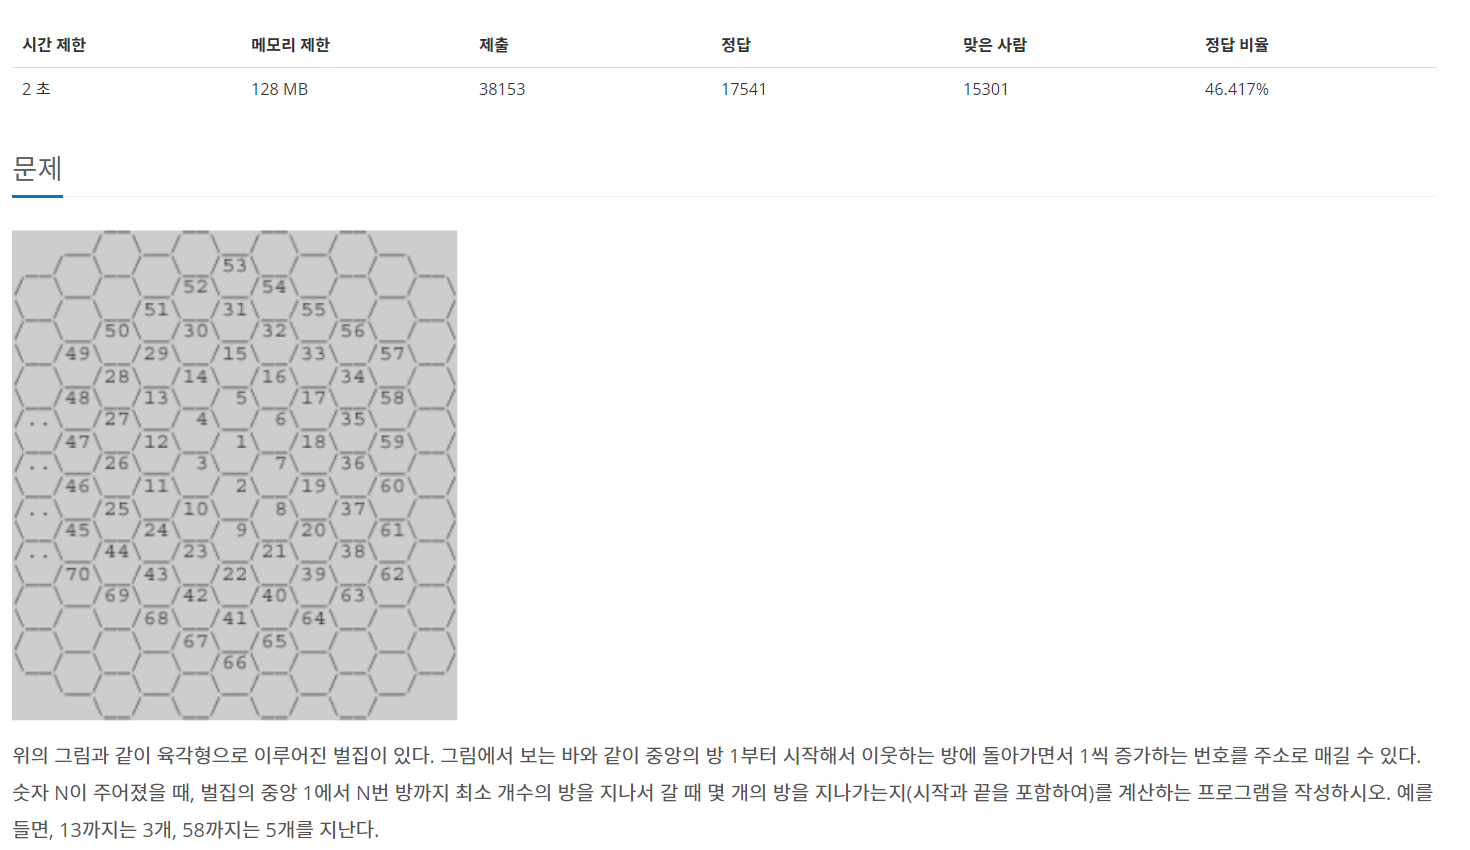 시간 제한 메모리 제한 제출 정답 맞은 사람 정답 비율
2 초 128 MB 38153 17541 15301 46.417%
문제
53
52 54
51 31 55
50 30 32 56
49 29 15 33 57
28 14 16 34
48 13 5 17 58
.. 27 4 6 35
47 12 1 18 59
.. 26 3 7 36
46 11 2 19 60
.. 25 10 8 37
45 24 9 20 61
.. 44 23 21 38
70 43 22 39 62
69 42 40 63
68 41 64
67 65
66
위의 그림과 같이 육각형으로 이루어진 벌집이 있다. 그림에서 보는 바와 같이 중앙의 방 1부터 시작해서 이웃하는 방에 돌아가면서 1씩 증가하는 번호를 주소로 매길 수 있다.
숫자 N이 주어졌을 때, 벌집의 중앙 1에서 N번 방까지 최소 개수의 방을 지나서 갈 때 몇 개의 방을 지나가는지(시작과 끝을 포함하여)를 계산하는 프로그램을 작성하시오. 예를
들면, 13까지는 3개, 58까지는 5개를 지난다.